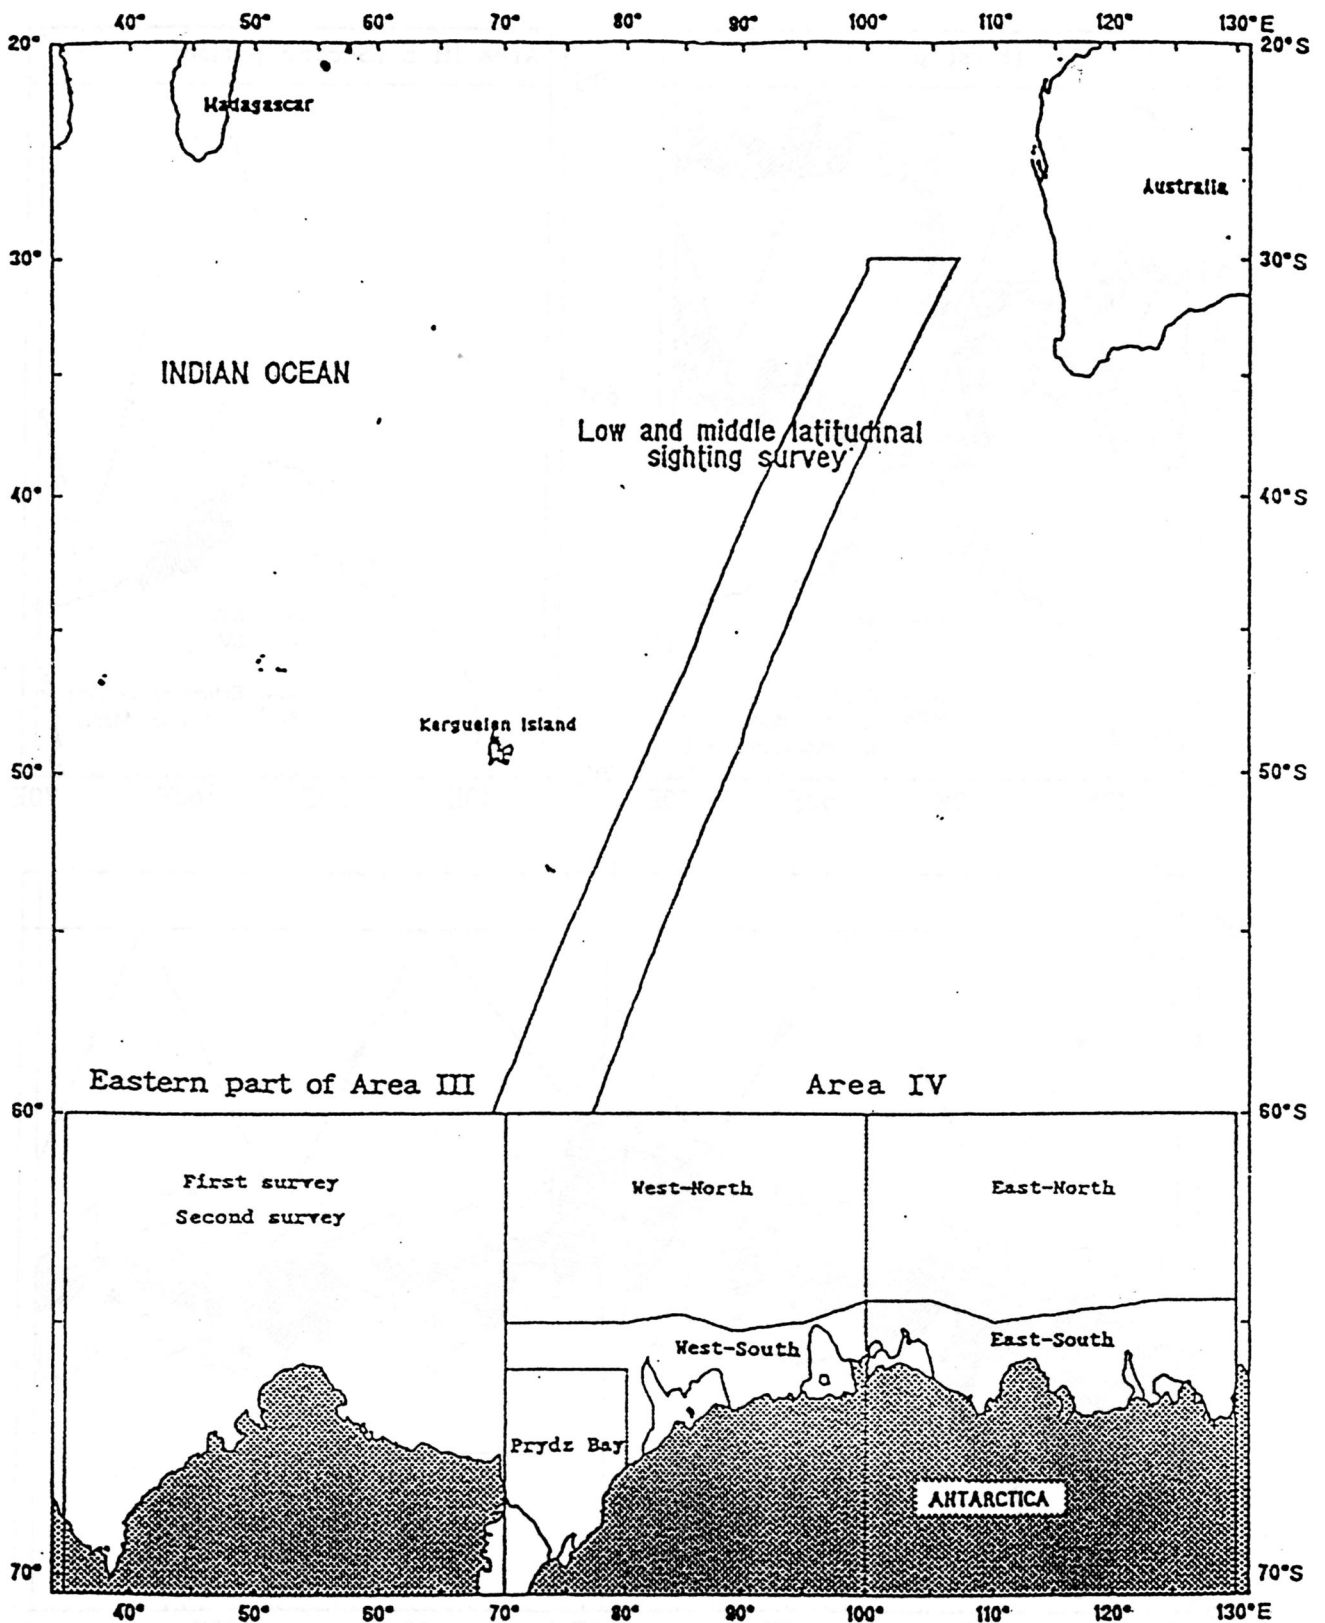 40° 50° 60° 70° 80° 90° 100° 110° 120° 130°E
20° 20°S
Madagascar
Australia
30° 30°S
INDIAN OCEAN
Low and middle latitudinal
sighting survey
40° 40°S
Kerguelen Island
50° 50°S
Eastern part of Area III Area IV
60° 60°S
First survey
Second survey
West-North East-North
West-South East-South
Prydz Bay
ANTARCTICA
70° 70°S
40° 50° 60° 70° 80° 90° 100° 110° 120° 130°E